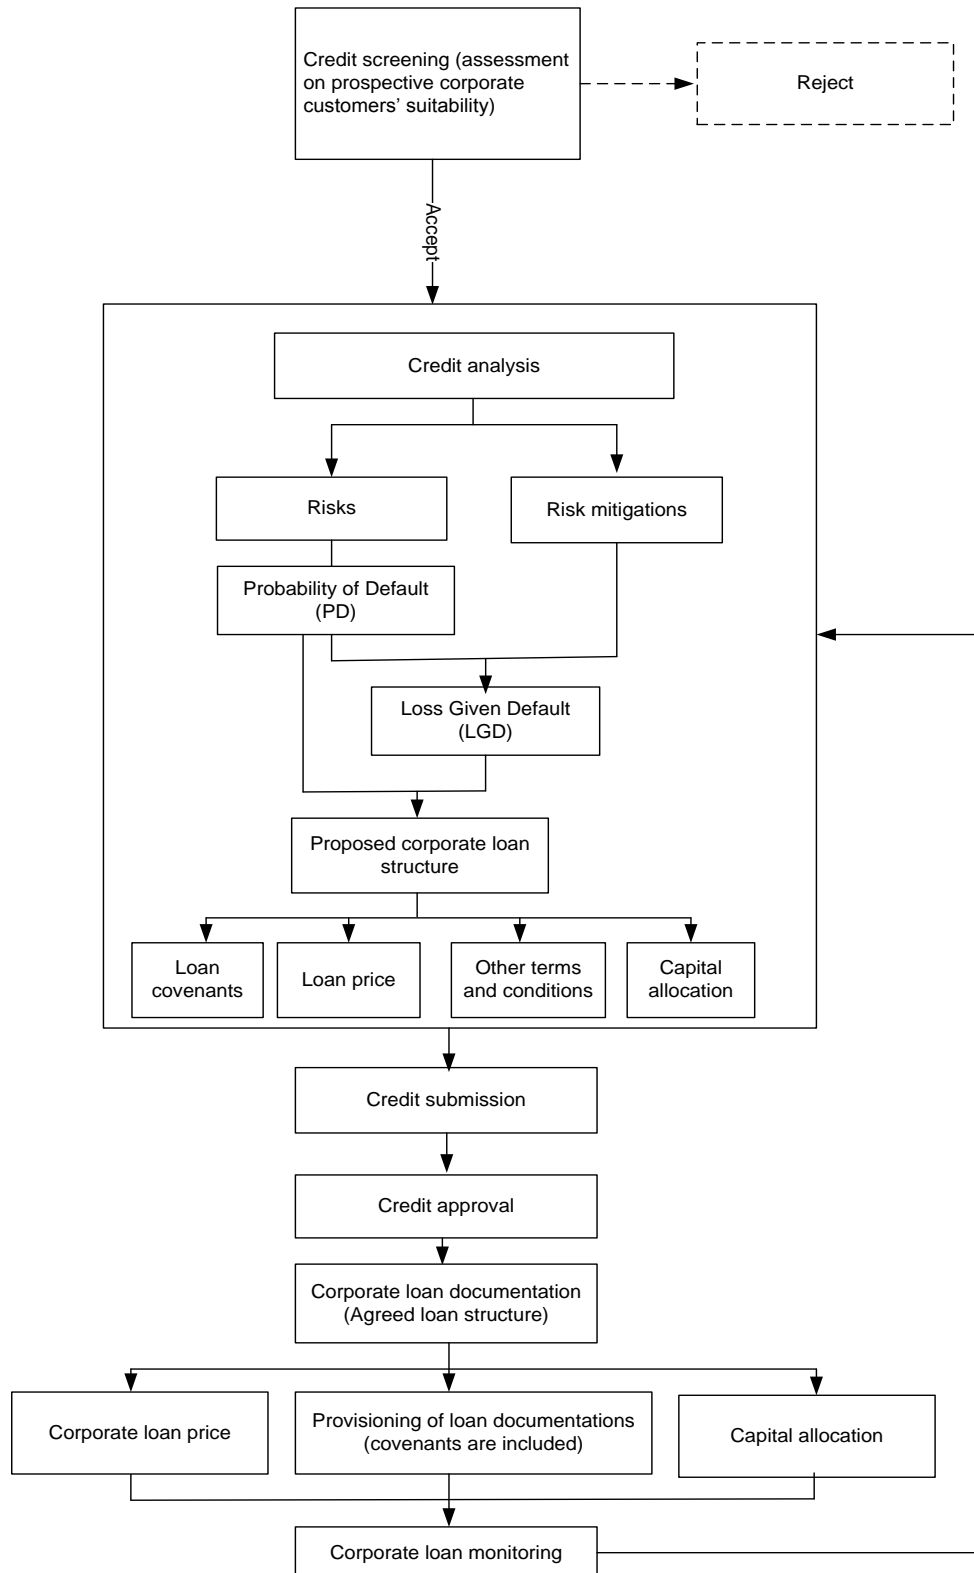 Credit screening (assessment
on prospective corporate
customers’ suitability)
Reject
Accept
Credit analysis
Risks
Risk mitigations
Probability of Default
(PD)
Loss Given Default
(LGD)
Proposed corporate loan
structure
Loan
covenants
Loan price
Other terms
and conditions
Capital
allocation
Credit submission
Credit approval
Corporate loan documentation
(Agreed loan structure)
Corporate loan price
Provisioning of loan documentations
(covenants are included)
Capital allocation
Corporate loan monitoring